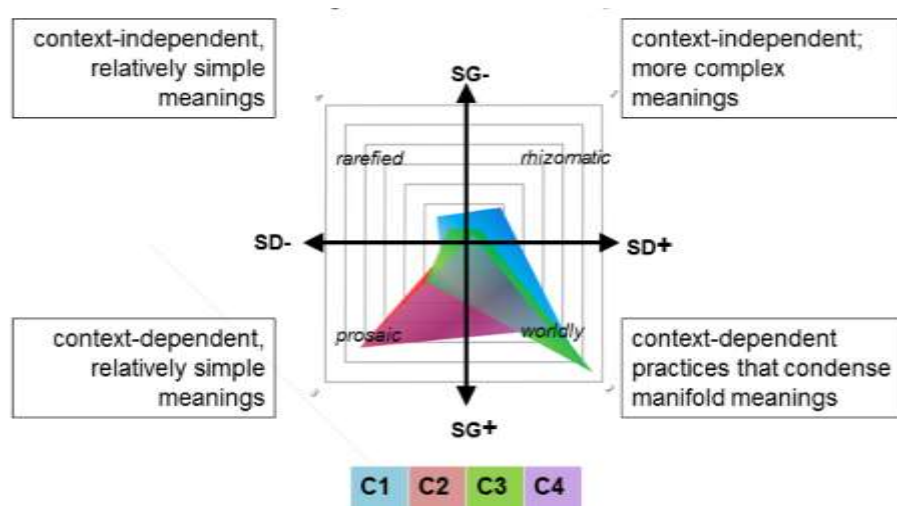 context-independent,
relatively simple
meanings
context-independent;
more complex
meanings
SG-
rarefied
rhizomatic
SD-
SD+
prosaic
worldly
context-dependent,
relatively simple
meanings
context-dependent
practices that condense
manifold meanings
SG+
C1 C2 C3 C4